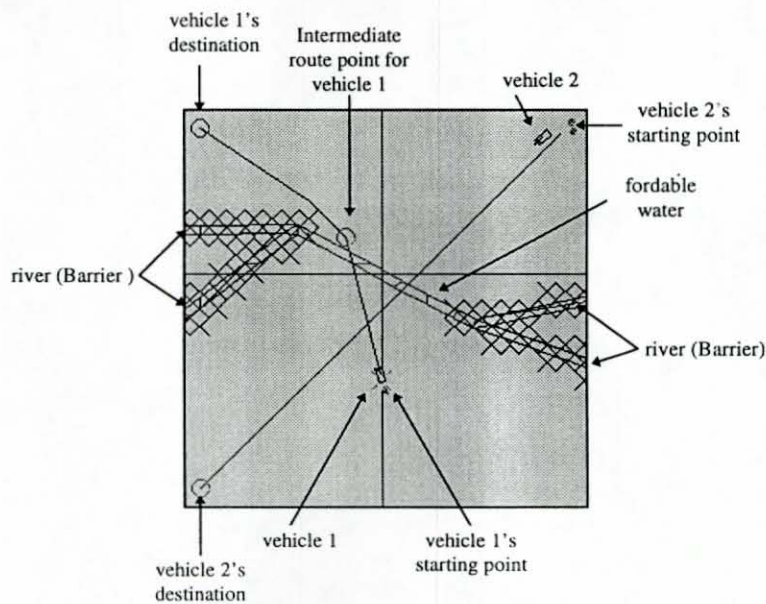 vehicle 1's
destination
Intermediate
route point for
vehicle 1
vehicle 2
vehicle 2's
starting point
fordable
water
river (Barrier )
river (Barrier)
vehicle 1
vehicle 1's
starting point
vehicle 2's
destination